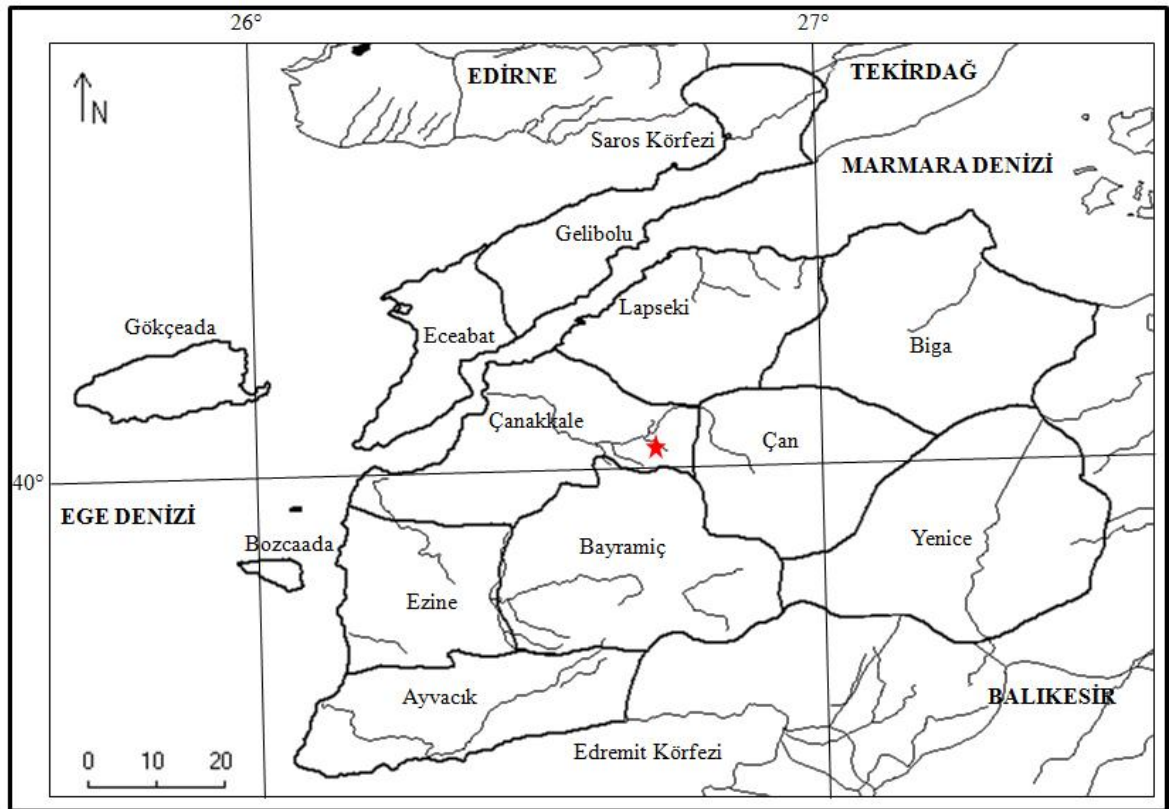 26°
27°
EDİRNE
TEKİRDAĞ
N
Saros Körfezi
MARMARA DENİZİ
Gelibolu
Lapseki
Gökçeada
Eceabat
Biga
Çanakkale
Çan
40°
EGE DENİZİ
Bozcaada
Bayramiç
Yenice
Ezine
Ayvacık
BALIKESİR
Edremit Körfezi
0 10 20